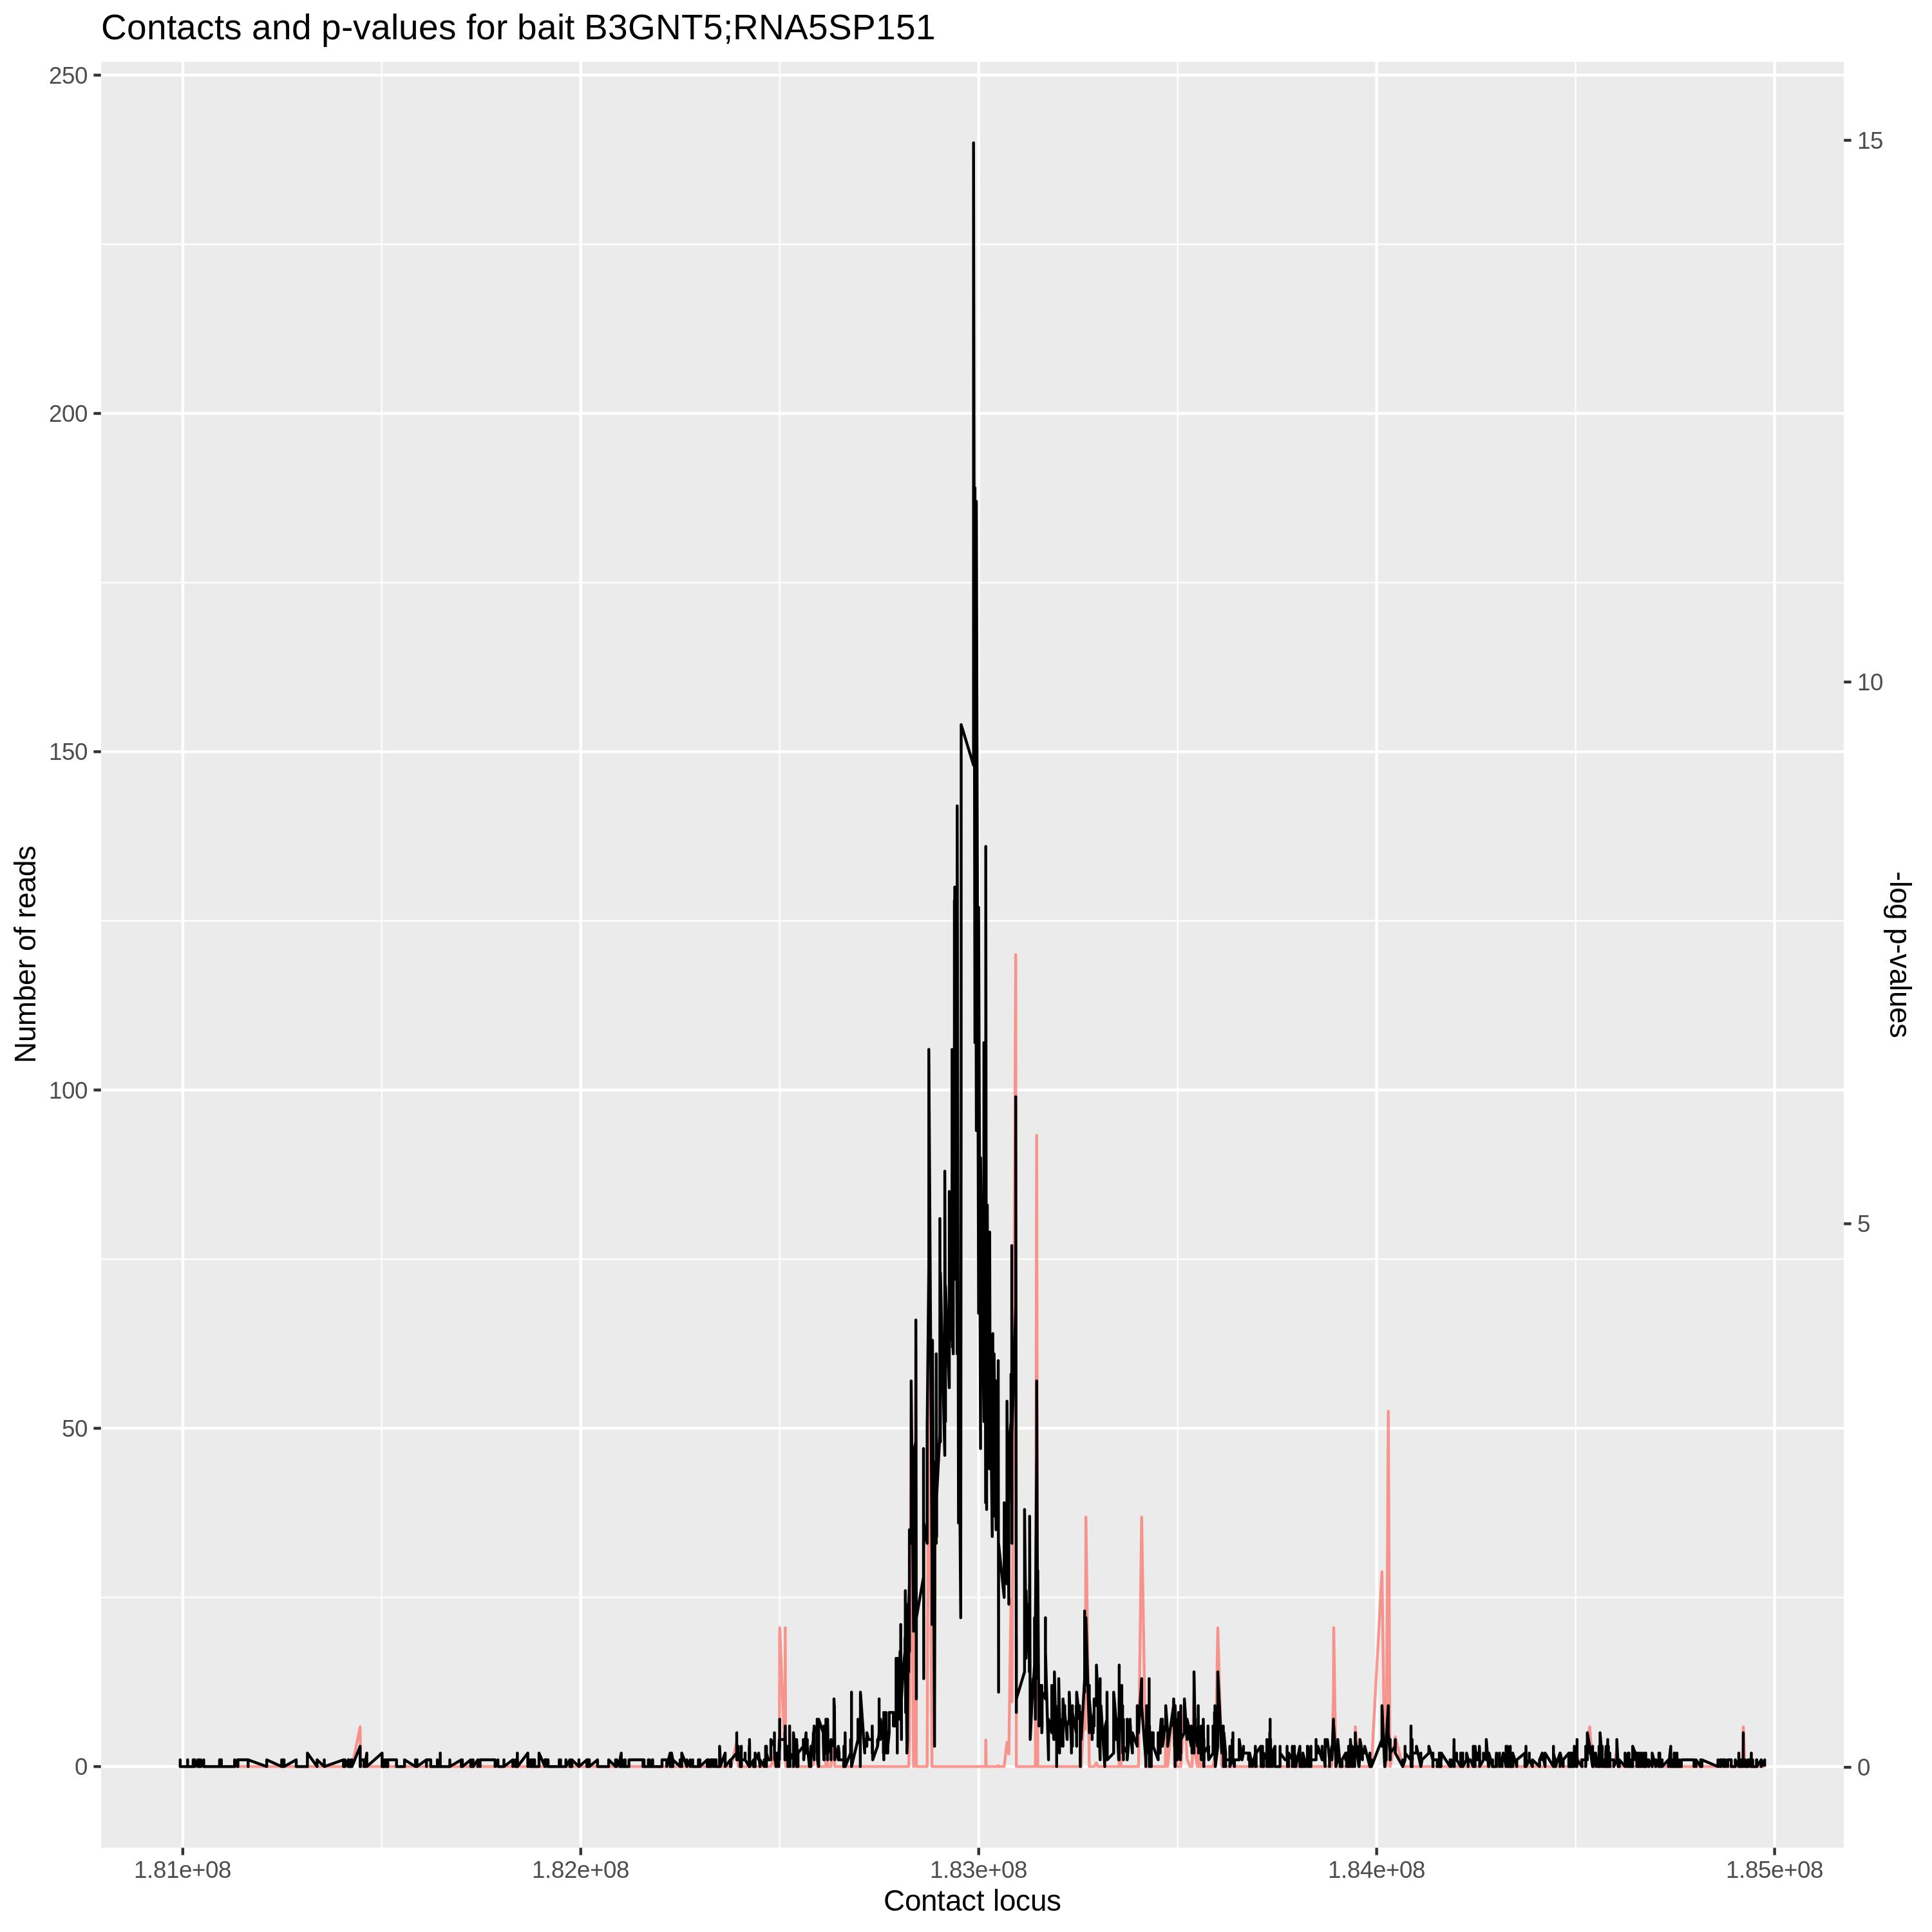 Contacts and p-values for bait B3GNT5;RNA5SP151
250
200
150
100
50
0
Number of reads
15
10
5
0
-log p-values
1.81e+08 1.82e+08 1.83e+08 1.84e+08 1.85e+08
Contact locus